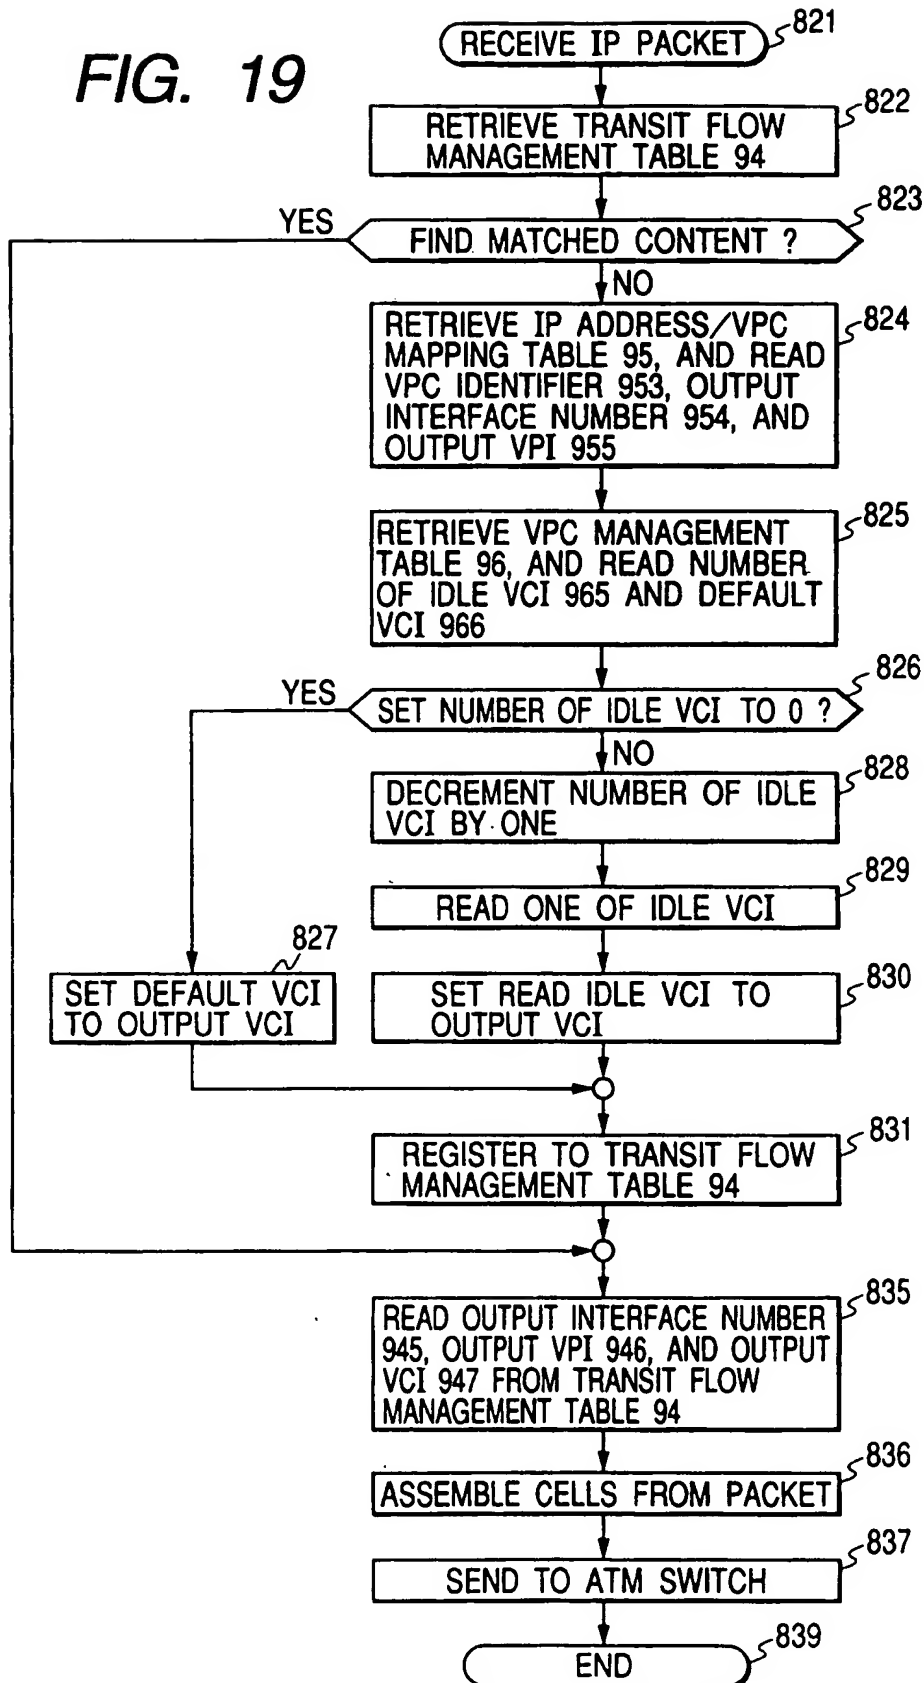 FIG. 19
RECEIVE IP PACKET
821
RETRIEVE TRANSIT FLOW
MANAGEMENT TABLE 94
822
YES
FIND MATCHED CONTENT ?
823
NO
RETRIEVE IP ADDRESS/VPC
MAPPING TABLE 95, AND READ
VPC IDENTIFIER 953, OUTPUT
INTERFACE NUMBER 954, AND
OUTPUT VPI 955
824
RETRIEVE VPC MANAGEMENT
TABLE 96, AND READ NUMBER
OF IDLE VCI 965 AND DEFAULT
VCI 966
825
YES
SET NUMBER OF IDLE VCI TO 0 ?
826
NO
DECREMENT NUMBER OF IDLE
VCI BY ONE
828
READ ONE OF IDLE VCI
829
827
SET DEFAULT VCI
TO OUTPUT VCI
SET READ IDLE VCI TO
OUTPUT VCI
830
REGISTER TO TRANSIT FLOW
MANAGEMENT TABLE 94
831
READ OUTPUT INTERFACE NUMBER
945, OUTPUT VPI 946, AND OUTPUT
VCI 947 FROM TRANSIT FLOW
MANAGEMENT TABLE 94
835
ASSEMBLE CELLS FROM PACKET
836
SEND TO ATM SWITCH
837
END
839